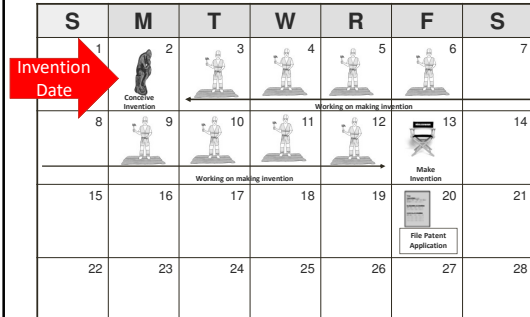 S M T W R F S
1 2 3 4 5 6 7
Invention
Date
Conceive
Invention
Working on making invention
8 9 10 11 12 13 14
Working on making invention
Make
Invention
15 16 17 18 19 20 21
File Patent
Application
22 23 24 25 26 27 28